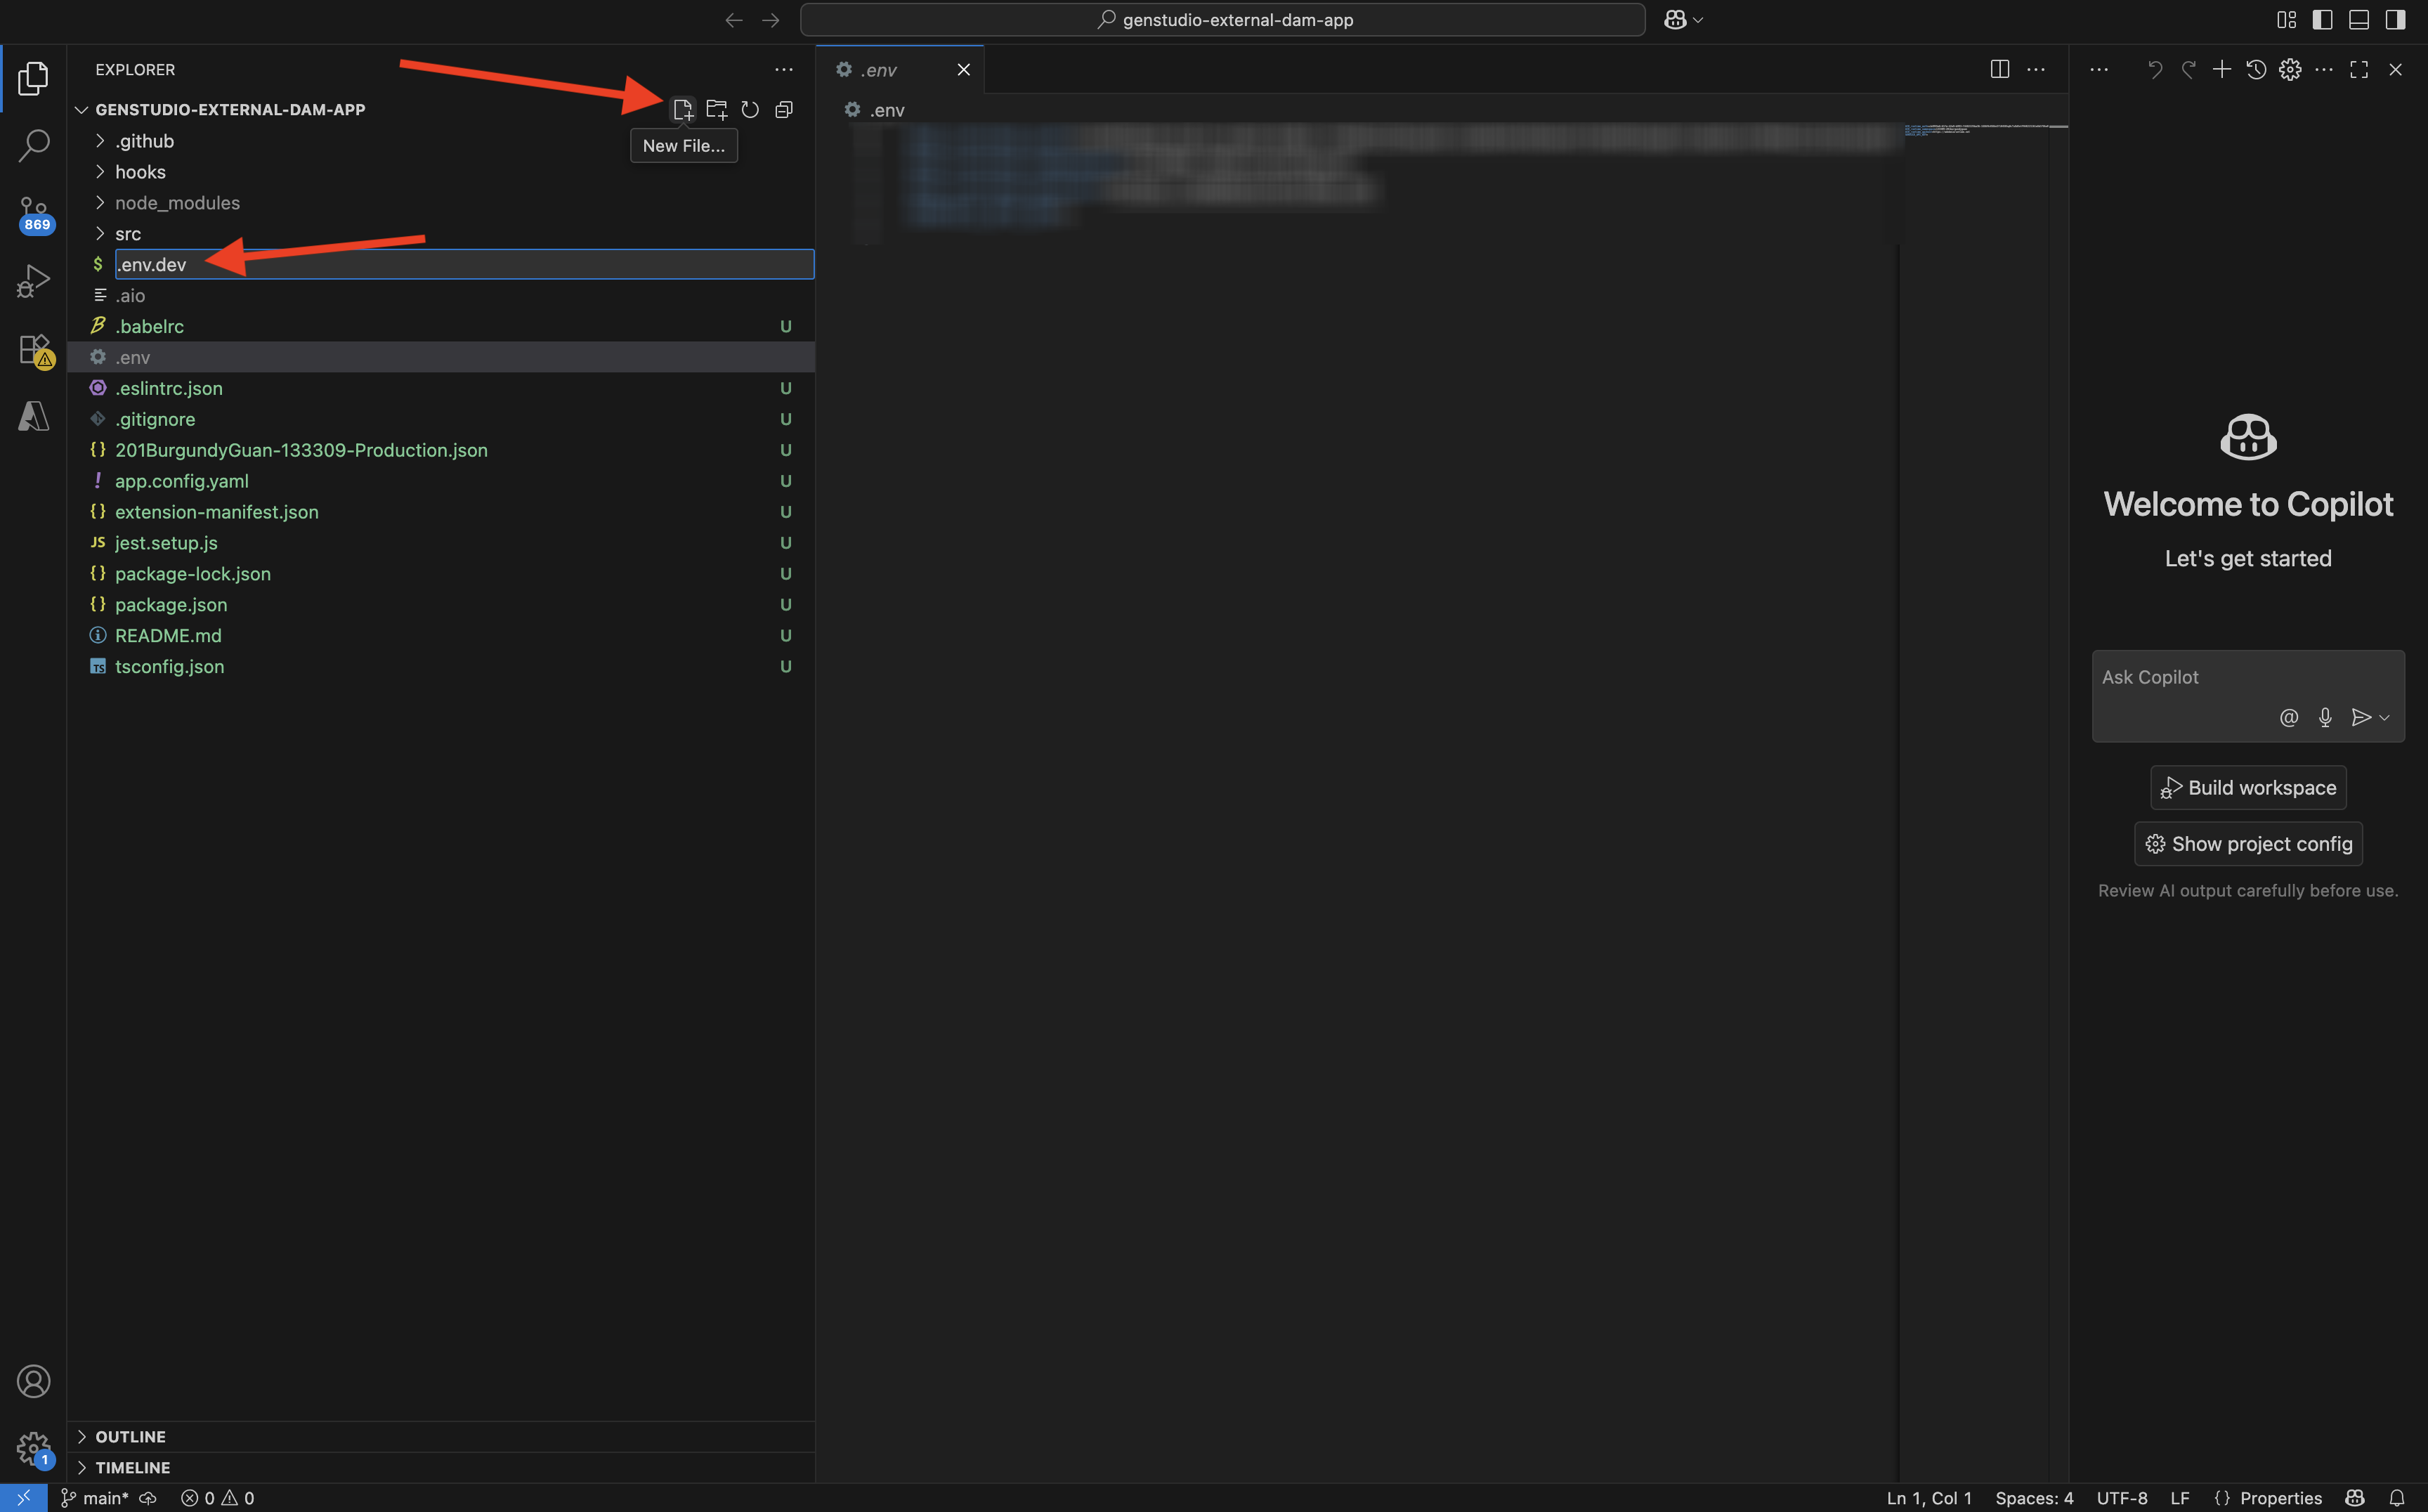 genstudio-external-dam-app
EXPLORER
.env
GENSTUDIO-EXTERNAL-DAM-APP
.env
.github
New File...
hooks
node_modules
869
src
.env.dev
.aio
.babelrc U
.env
.eslintrc.json U
.gitignore U
201BurgundyGuan-133309-Production.json U
app.config.yaml U
extension-manifest.json U
JS jest.setup.js U
package-lock.json U
package.json U
README.md U
TS tsconfig.json U
Welcome to Copilot
Let's get started
Ask Copilot
Build workspace
Show project config
Review AI output carefully before use.
OUTLINE
1
TIMELINE
main* 0 0
Ln 1, Col 1 Spaces: 4 UTF-8 LF {} Properties